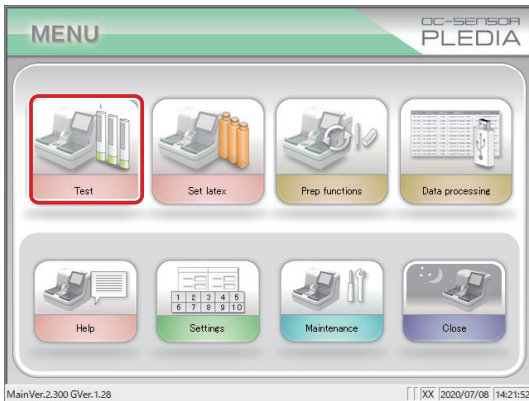 MENU
OC-SENSOR
PLEDIA
Test
Set latex
Prep functions
Data processing
Help
1 2 3 4 5
6 7 8 9 10
Settings
Maintenance
Close
MainVer.2.300 GVer.1.28
XX 2020/07/08 14:21:52